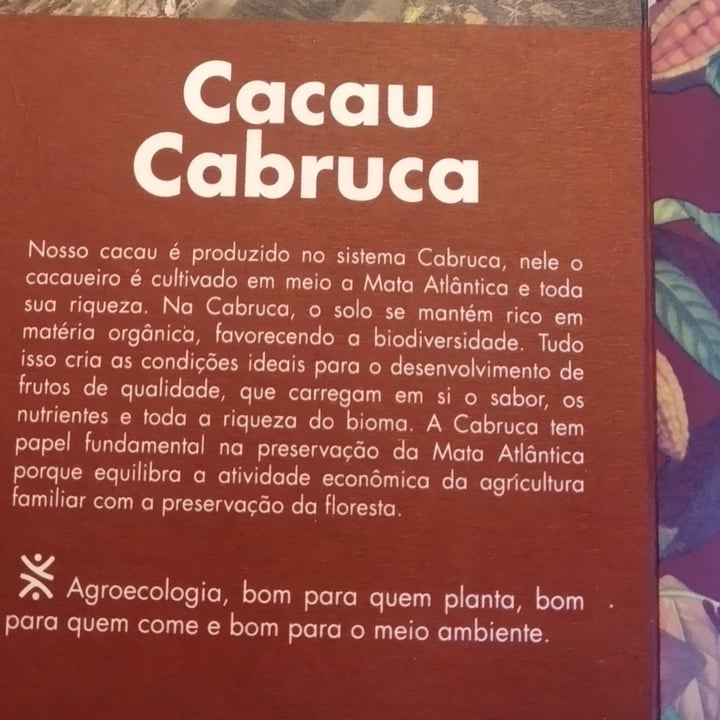 Cacau
Cabruca
Nosso cacau é produzido no sistema Cabruca, nele o
cacaueiro é cultivado em meio a Mata Atlântica e toda
sua riqueza. Na Cabruca, o solo se mantém rico em
matéria orgânica, favorecendo a biodiversidade. Tudo
isso cria as condições ideais para o desenvolvimento de
frutos de qualidade, que carregam em si o sabor, os
nutrientes e toda a riqueza do bioma. A Cabruca tem
papel fundamental na preservação da Mata Atlântica
porque equilibra a atividade econômica da agricultura
familiar com a preservação da floresta.
Agroecologia, bom para quem planta, bom
para quem come e bom para o meio ambiente.